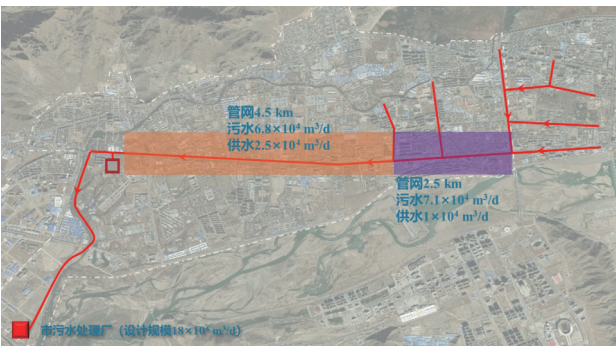 管网4.5 km
污水6.8×10⁴ m³/d
供水2.5×10⁴ m³/d
管网2.5 km
污水7.1×10⁴ m³/d
供水1×10⁴ m³/d
市污水处理厂（设计规模18×10⁴ m³/d）